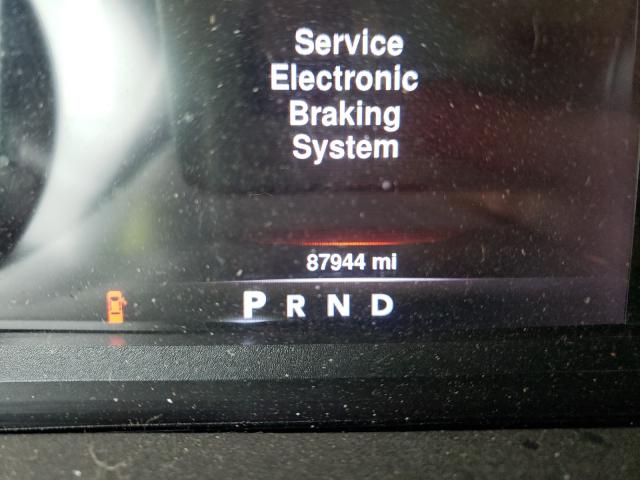 Service
Electronic
Braking
System
87944 mi
P R N D